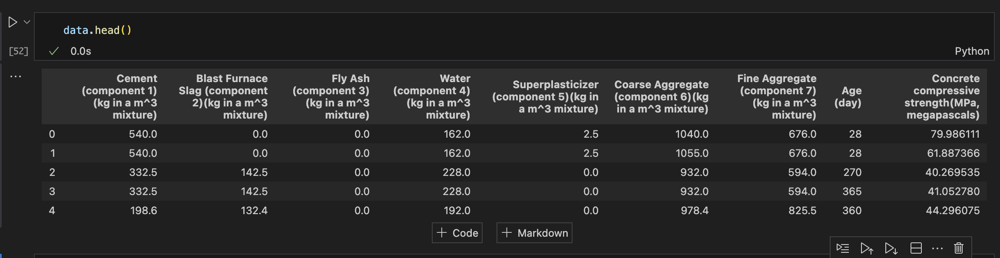 data.head()
[52]
0.0s
Python
Cement (component 1)(kg in a m^3 mixture) Blast Furnace Slag (component 2)(kg in a m^3 mixture) Fly Ash (component 3)(kg in a m^3 mixture) Water (component 4)(kg in a m^3 mixture) Superplasticizer (component 5)(kg in a m^3 mixture) Coarse Aggregate (component 6)(kg in a m^3 mixture) Fine Aggregate (component 7)(kg in a m^3 mixture) Age (day) Concrete compressive strength(MPa, megapascals)
0 540.0 0.0 0.0 162.0 2.5 1040.0 676.0 28 79.986111
1 540.0 0.0 0.0 162.0 2.5 1055.0 676.0 28 61.887366
2 332.5 142.5 0.0 228.0 0.0 932.0 594.0 270 40.269535
3 332.5 142.5 0.0 228.0 0.0 932.0 594.0 365 41.052780
4 198.6 132.4 0.0 192.0 0.0 978.4 825.5 360 44.296075
+ Code + Markdown